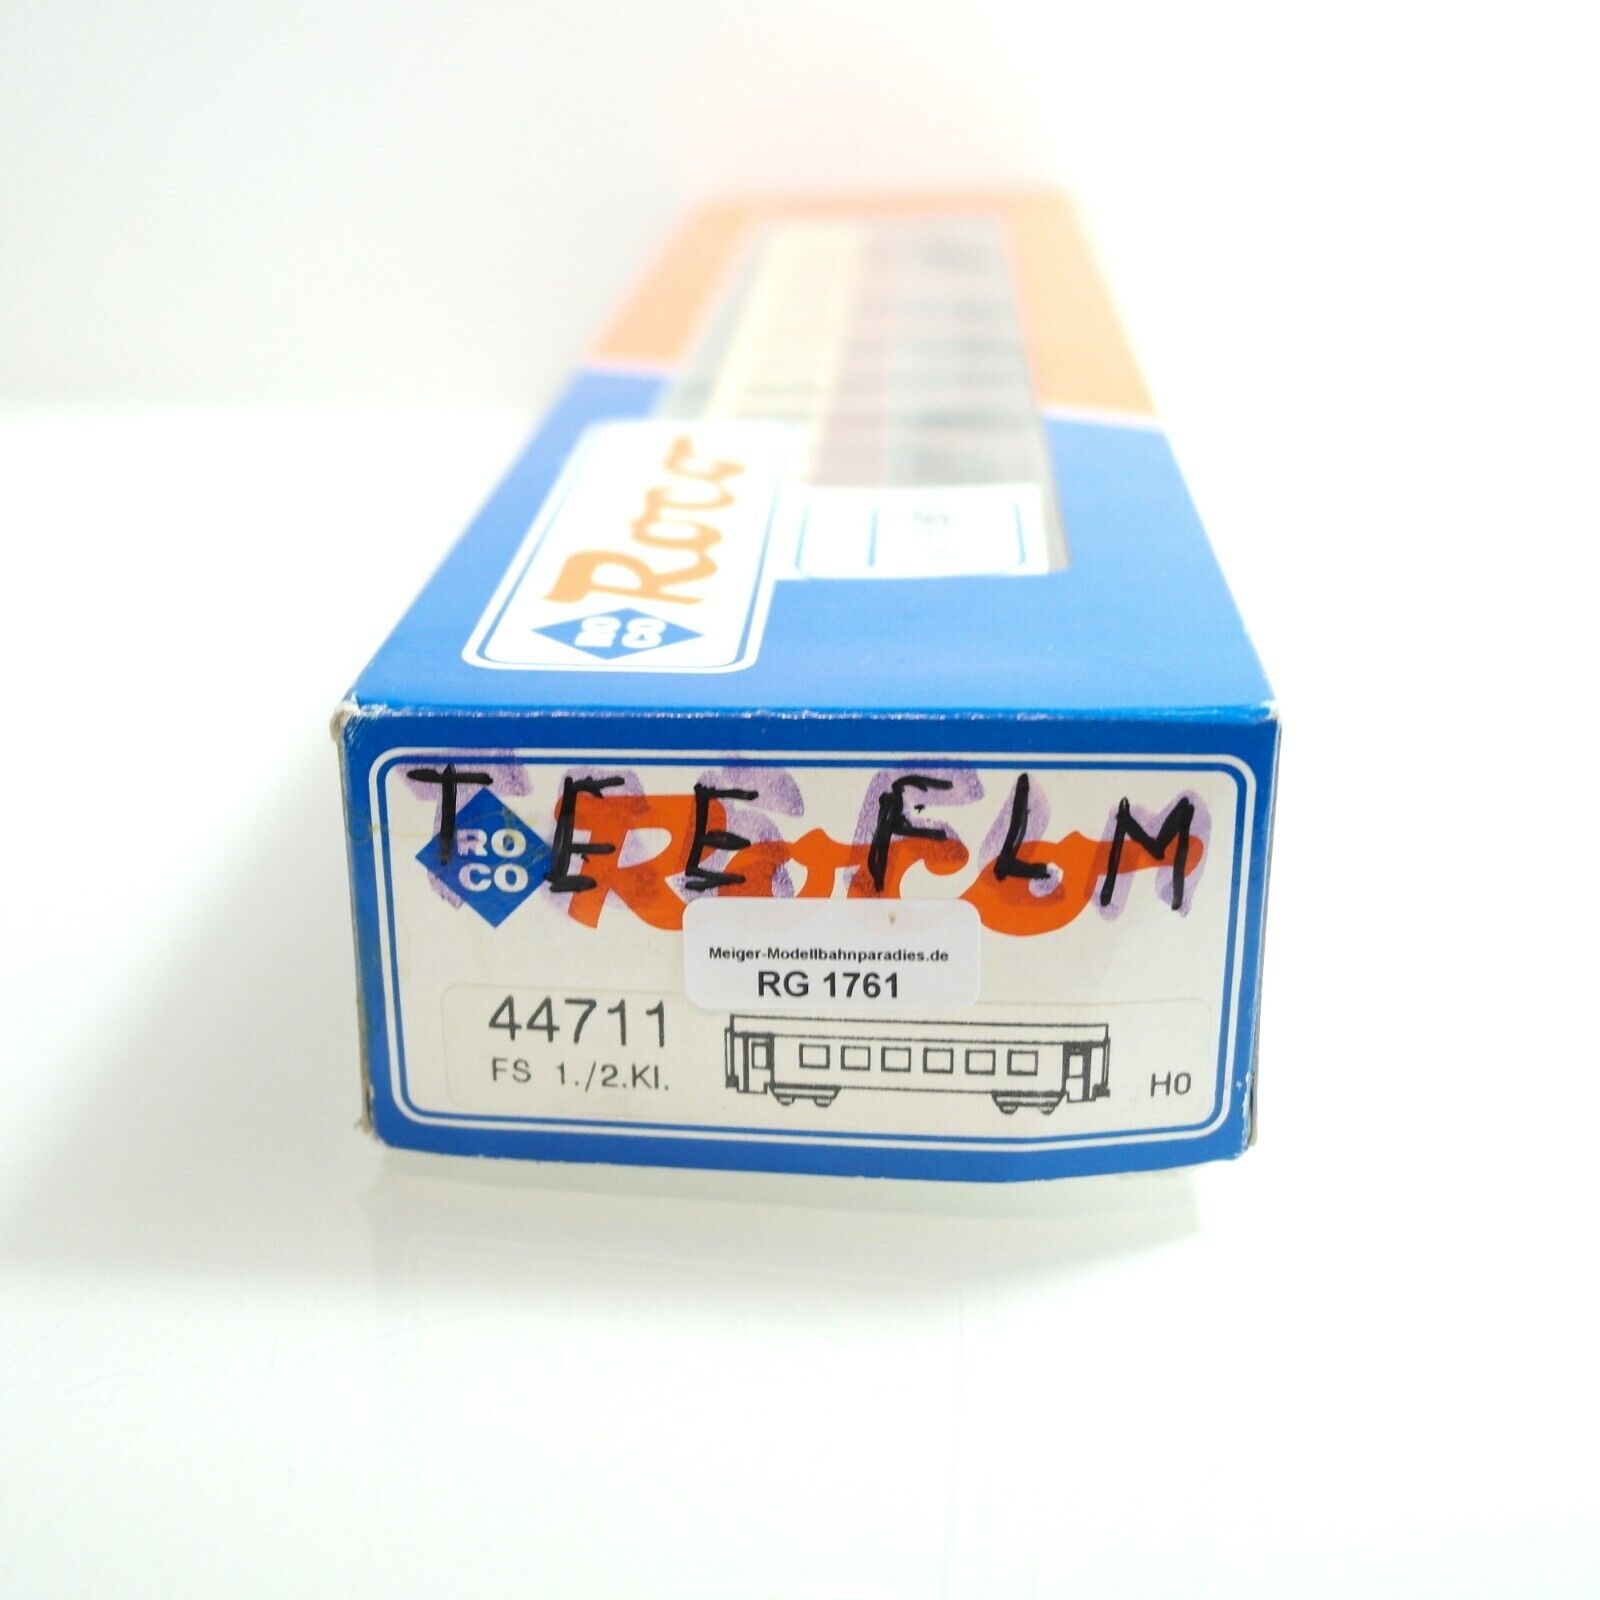 Roco
RO
CO
TEE FLM
RO
CO
Roco
Meiger-Modellbahnparadies.de
RG 1761
44711
FS 1./2.Kl.
H0